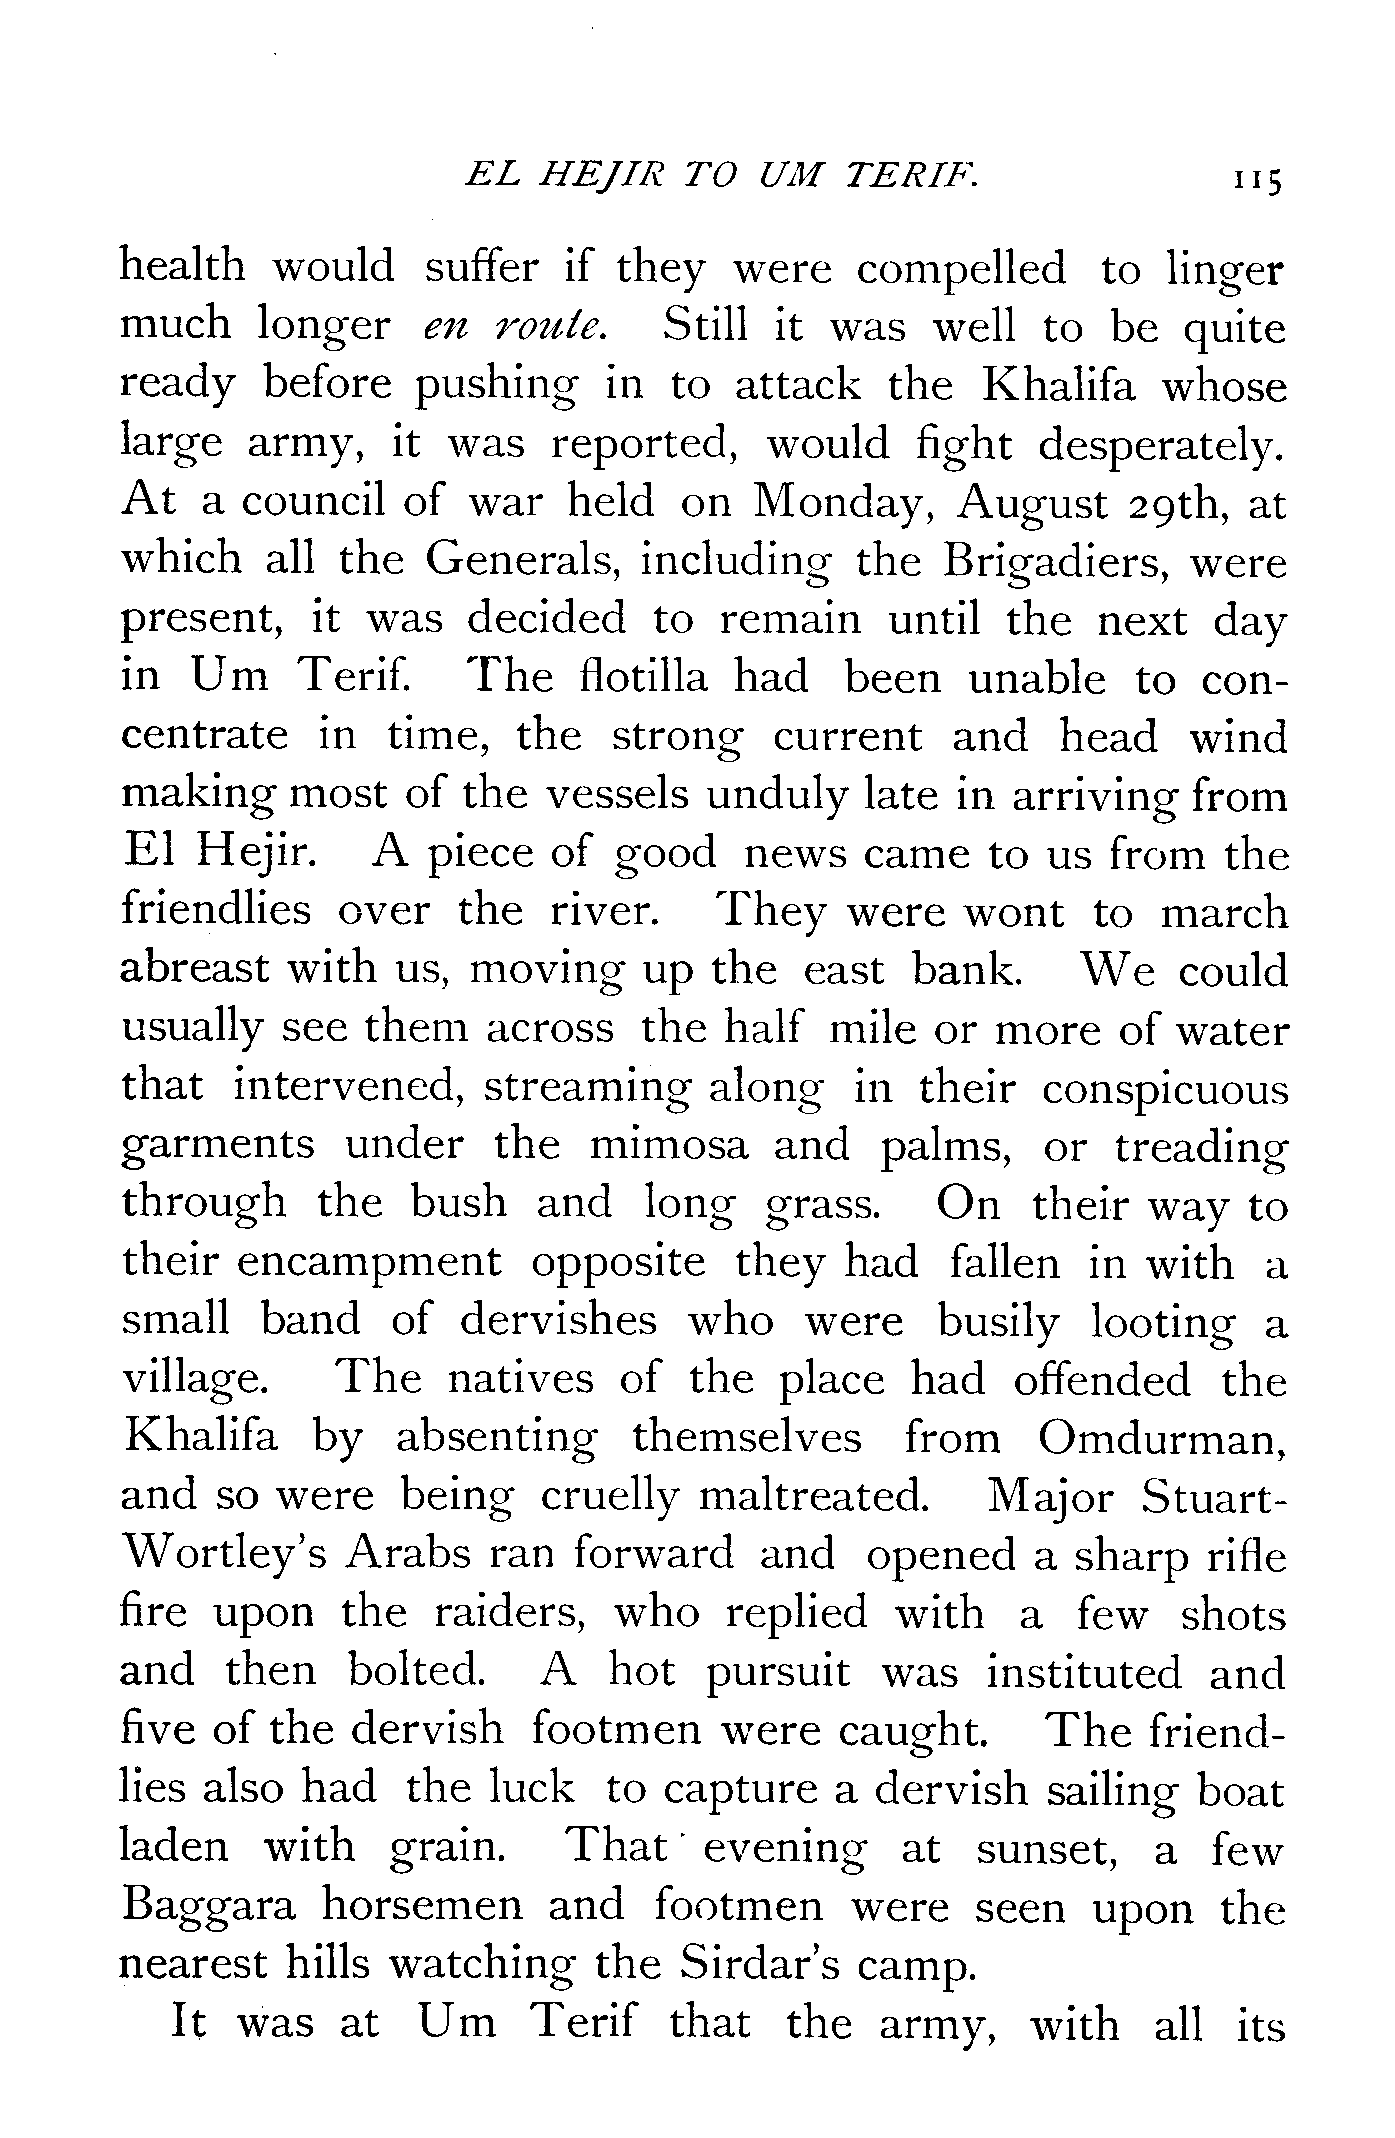 EL HEJIR TO UM TERIF. 115
health would suffer if they were compelled to linger
much longer en route. Still it was well to be quite
ready before pushing in to attack the Khalifa whose
large army, it was reported, would fight desperately.
At a council of war held on Monday, August 29th, at
which all the Generals, including the Brigadiers, were
present, it was decided to remain until the next day
in Um Terif. The flotilla had been unable to con-
centrate in time, the strong current and head wind
making most of the vessels unduly late in arriving from
El Hejir. A piece of good news came to us from the
friendlies over the river. They were wont to march
abreast with us, moving up the east bank. We could
usually see them across the half mile or more of water
that intervened, streaming along in their conspicuous
garments under the mimosa and palms, or treading
through the bush and long grass. On their way to
their encampment opposite they had fallen in with a
small band of dervishes who were busily looting a
village. The natives of the place had offended the
Khalifa by absenting themselves from Omdurman,
and so were being cruelly maltreated. Major Stuart-
Wortley's Arabs ran forward and opened a sharp rifle
fire upon the raiders, who replied with a few shots
and then bolted. A hot pursuit was instituted and
five of the dervish footmen were caught. The friend-
lies also had the luck to capture a dervish sailing boat
laden with grain. That evening at sunset, a few
Baggara horsemen and footmen were seen upon the
nearest hills watching the Sirdar's camp.
It was at Um Terif that the army, with all its